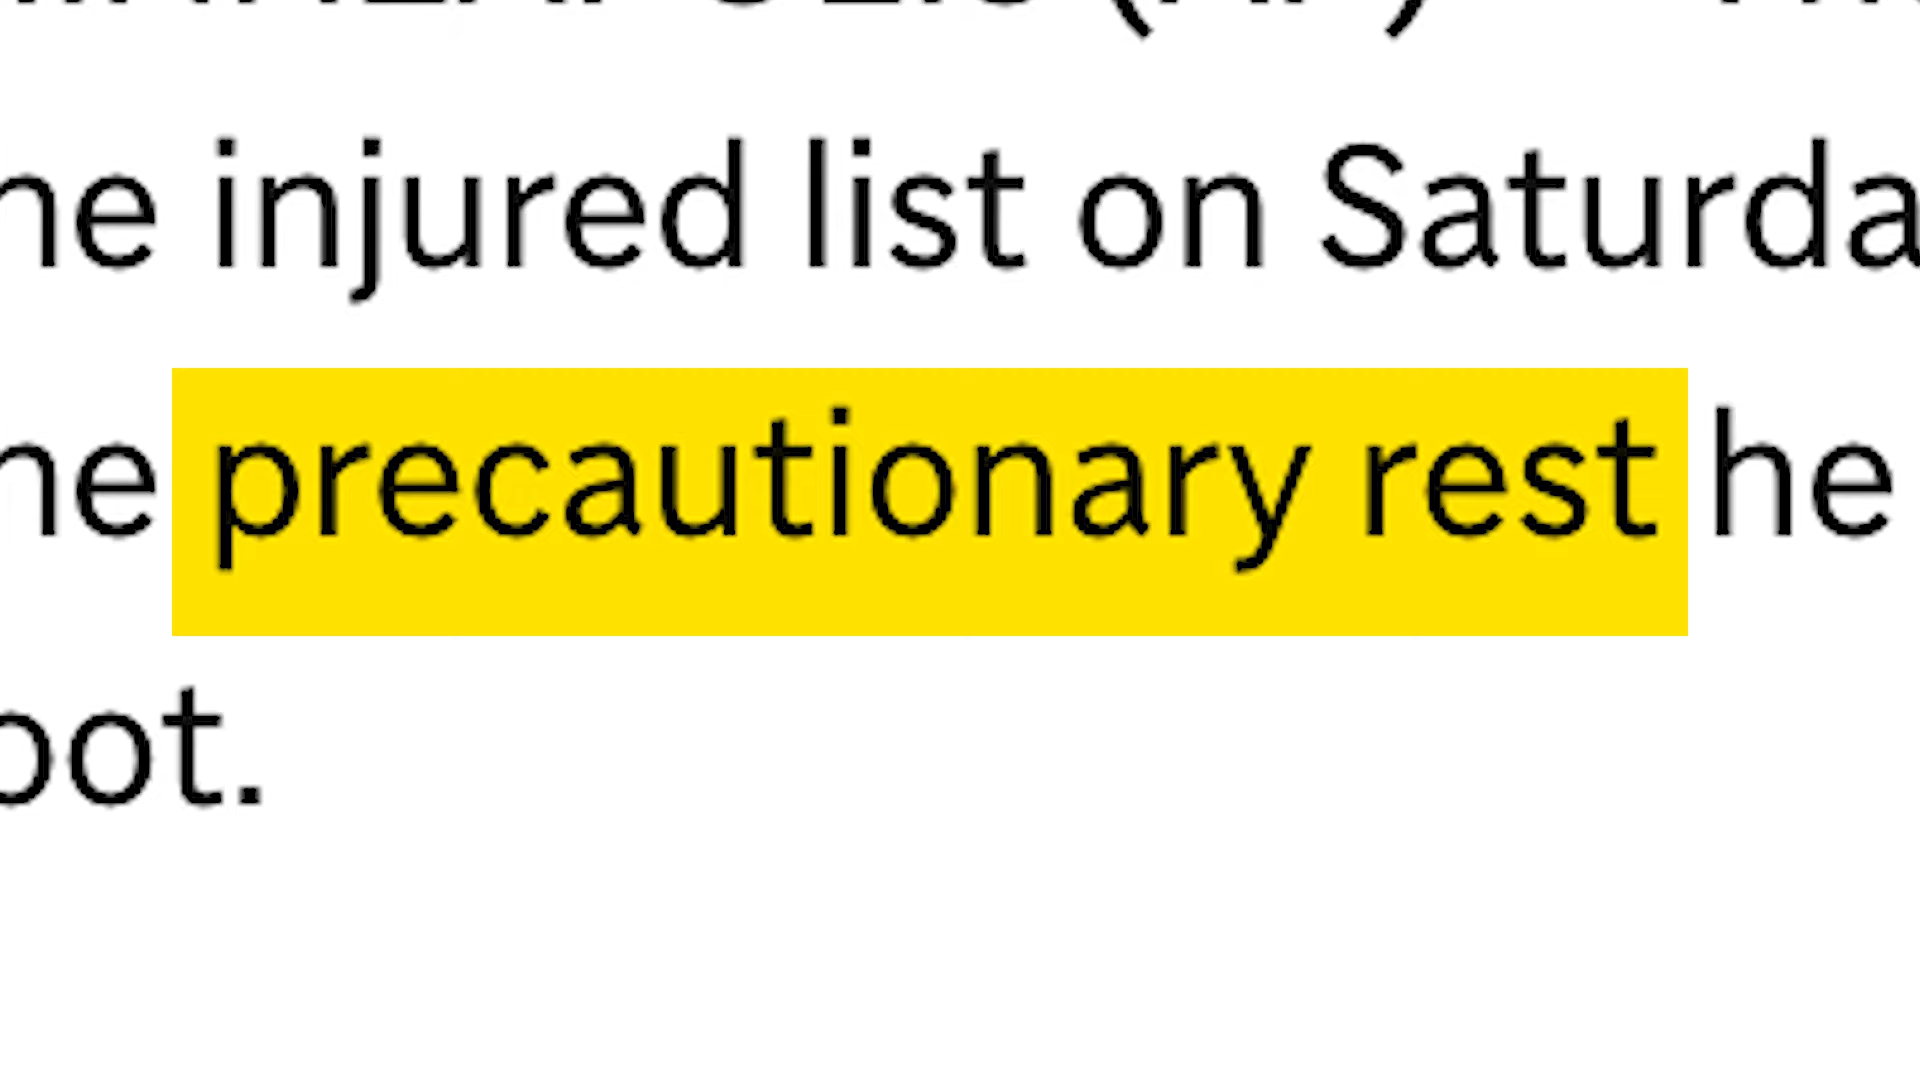 he injured list on Saturda
he precautionary rest he
oot.